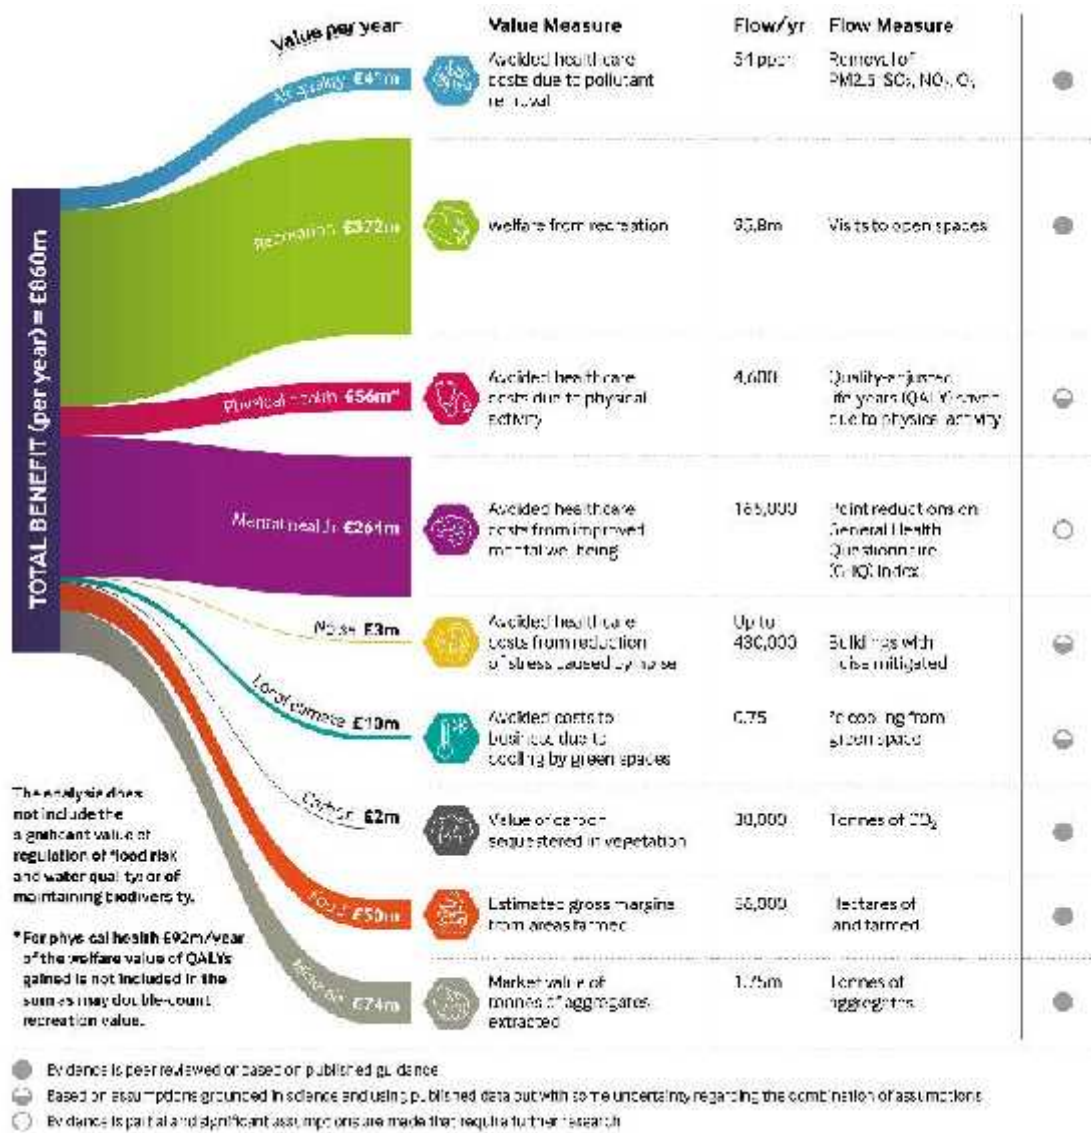 Value per year
Value Measure
Flow/yr
Flow Measure
TOTAL BENEFIT (per year) = £860m
Air quality £41m
Avoided healthcare
costs due to pollutant
removal
54 ppm
Removal of
PM2.5, SO₂, NO₂, O₃
Recreation £372m
Welfare from recreation
95.8m
Visits to open spaces
Physical health £56m*
Avoided healthcare
costs due to physical
activity
4,600
Quality-adjusted
life years (QALY) saved
due to physical activity
Mental health £264m
Avoided healthcare
costs from improved
mental wellbeing
Point reductions on
General Health
Questionnaire
(GHQ) Index
Noise £3m
Avoided healthcare
costs from reduction
of stress caused by noise
Up to
430,000
Buildings with
noise mitigated
Local climate £10m
Avoided costs to
business due to
cooling by green spaces
0.75
cooling from
green space
Carbon £2m
Value of carbon
sequestered in vegetation
Tonnes of CO₂
Food £50m
Estimated gross margins
from areas farmed
Hectares of
land farmed
£74m
Market value of
tonnes of aggregates
extracted
1.75m
Tonnes of
aggregates
The analysis does
not include the
significant value of
regulation of flood risk
and water quality; or of
maintaining biodiversity.
*For physical health £92m/year
of the welfare value of QALYs
gained is not included in the
sum as may double-count
recreation value.
Evidence is peer reviewed or based on published guidance
Based on assumptions grounded in science and using published data but with some uncertainty regarding the combination of assumptions
Evidence is partial and significant assumptions are made that require further research